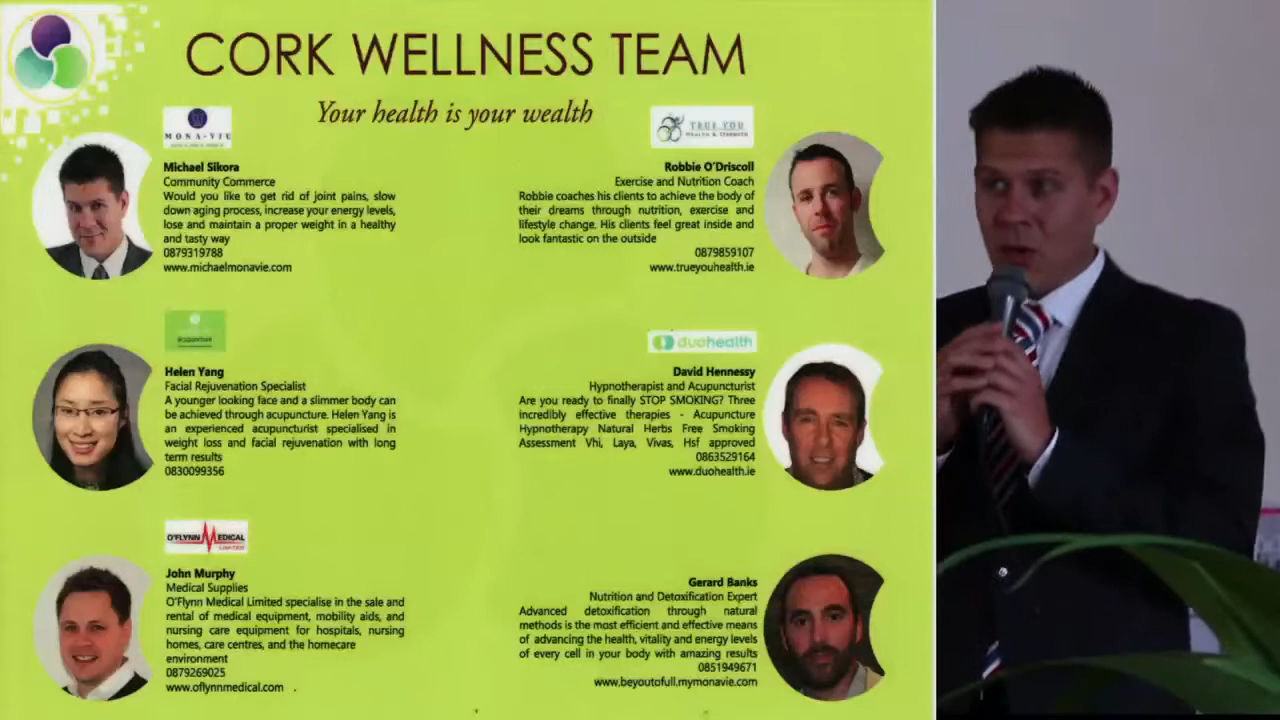 CORK WELLNESS TEAM
Your health is your wealth
MONA-VIE
Michael Sikora
Community Commerce
Would you like to get rid of joint pains, slow
down aging process, increase your energy levels,
lose and maintain a proper weight in a healthy
and tasty way
0879319788
www.michaelmonavie.com
TRUE YOU
HEALTH & STRENGTH
Robbie O'Driscoll
Exercise and Nutrition Coach
Robbie coaches his clients to achieve the body of
their dreams through nutrition, exercise and
lifestyle change. His clients feel great inside and
look fantastic on the outside
0879859107
www.trueyouhealth.ie
Acupuncture
Helen Yang
Facial Rejuvenation Specialist
A younger looking face and a slimmer body can
be achieved through acupuncture. Helen Yang is
an experienced acupuncturist specialised in
weight loss and facial rejuvenation with long
term results
0830099356
duohealth
David Hennessy
Hypnotherapist and Acupuncturist
Are you ready to finally STOP SMOKING? Three
incredibly effective therapies - Acupuncture
Hypnotherapy Natural Herbs Free Smoking
Assessment Vhi, Laya, Vivas, Hsf approved
0863529164
www.duohealth.ie
O'FLYNN MEDICAL
LIMITED
John Murphy
Medical Supplies
O'Flynn Medical Limited specialise in the sale and
rental of medical equipment, mobility aids, and
nursing care equipment for hospitals, nursing
homes, care centres, and the homecare
environment
0879269025
www.oflynnmedical.com
Gerard Banks
Nutrition and Detoxification Expert
Advanced detoxification through natural
methods is the most efficient and effective means
of advancing the health, vitality and energy levels
of every cell in your body with amazing results
0851949671
www.beyoutofull.mymonavie.com